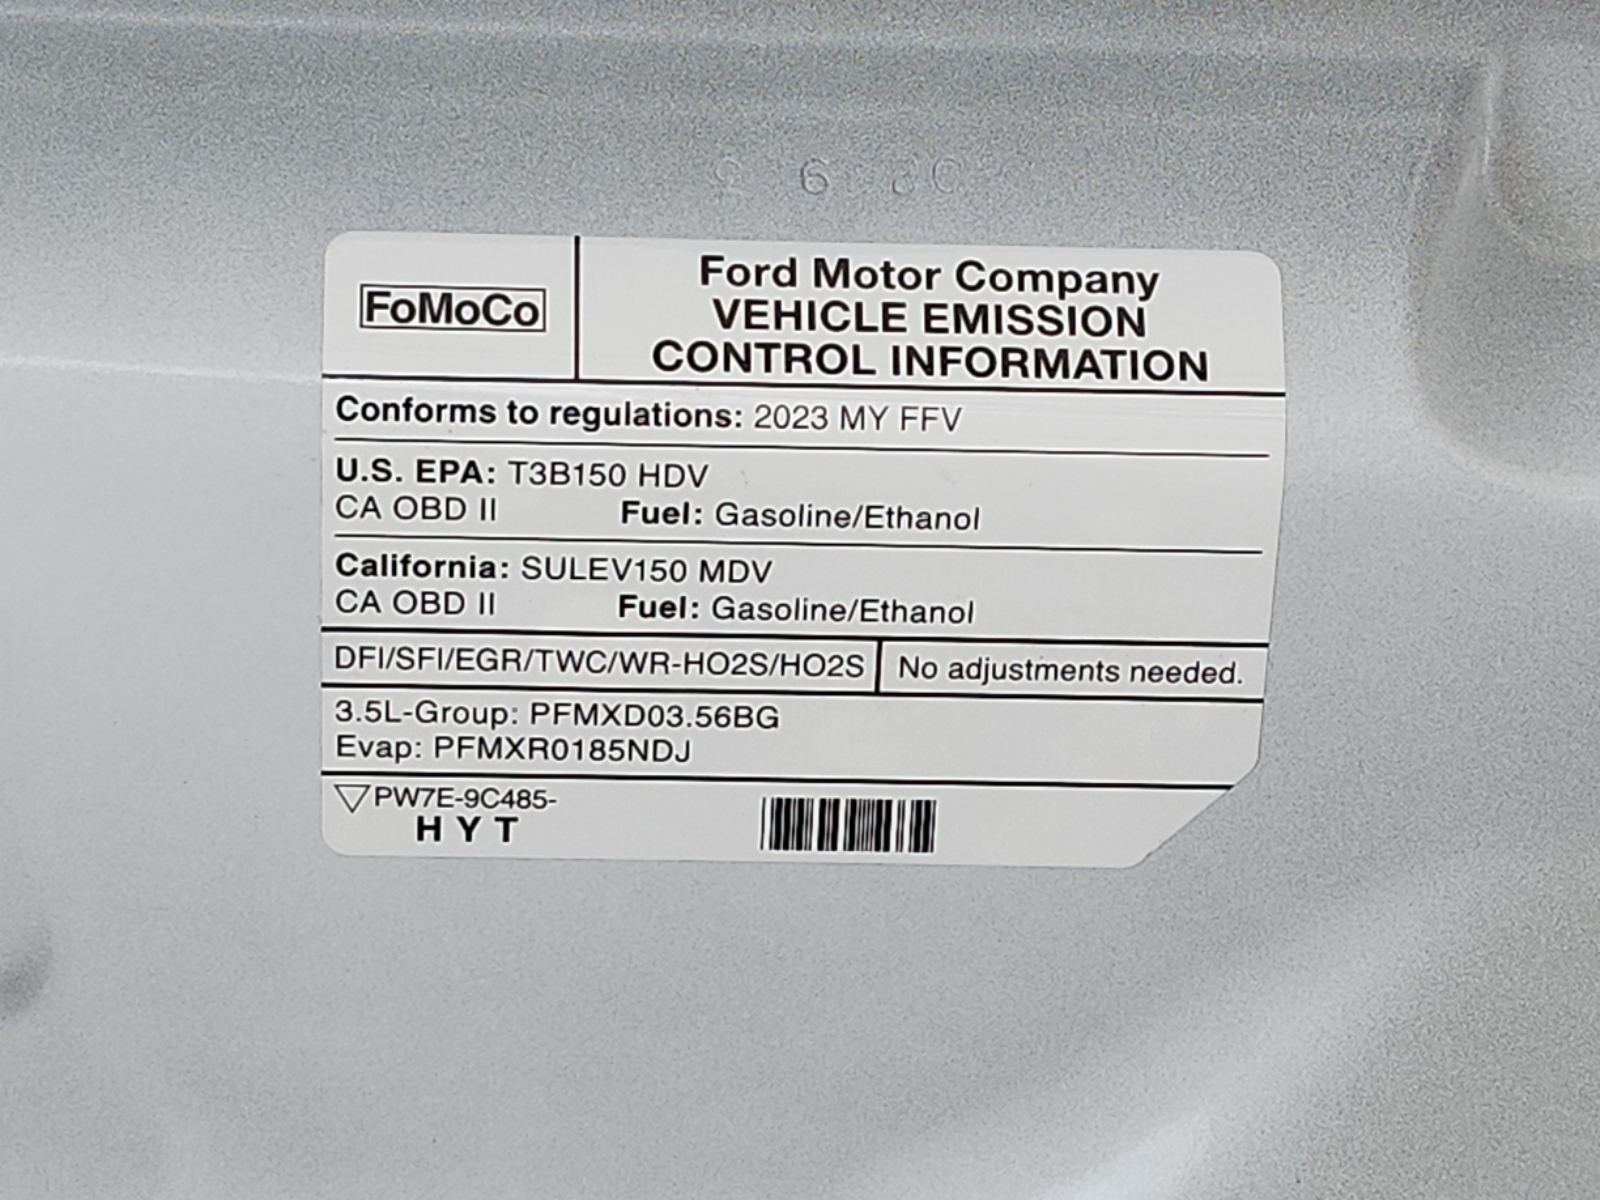 FoMoCo
Ford Motor Company
VEHICLE EMISSION
CONTROL INFORMATION
Conforms to regulations: 2023 MY FFV
U.S. EPA: T3B150 HDV
CA OBD II Fuel: Gasoline/Ethanol
California: SULEV150 MDV
CA OBD II Fuel: Gasoline/Ethanol
DFI/SFI/EGR/TWC/WR-HO2S/HO2S No adjustments needed.
3.5L-Group: PFMXD03.56BG
Evap: PFMXR0185NDJ
PW7E-9C485-
H Y T